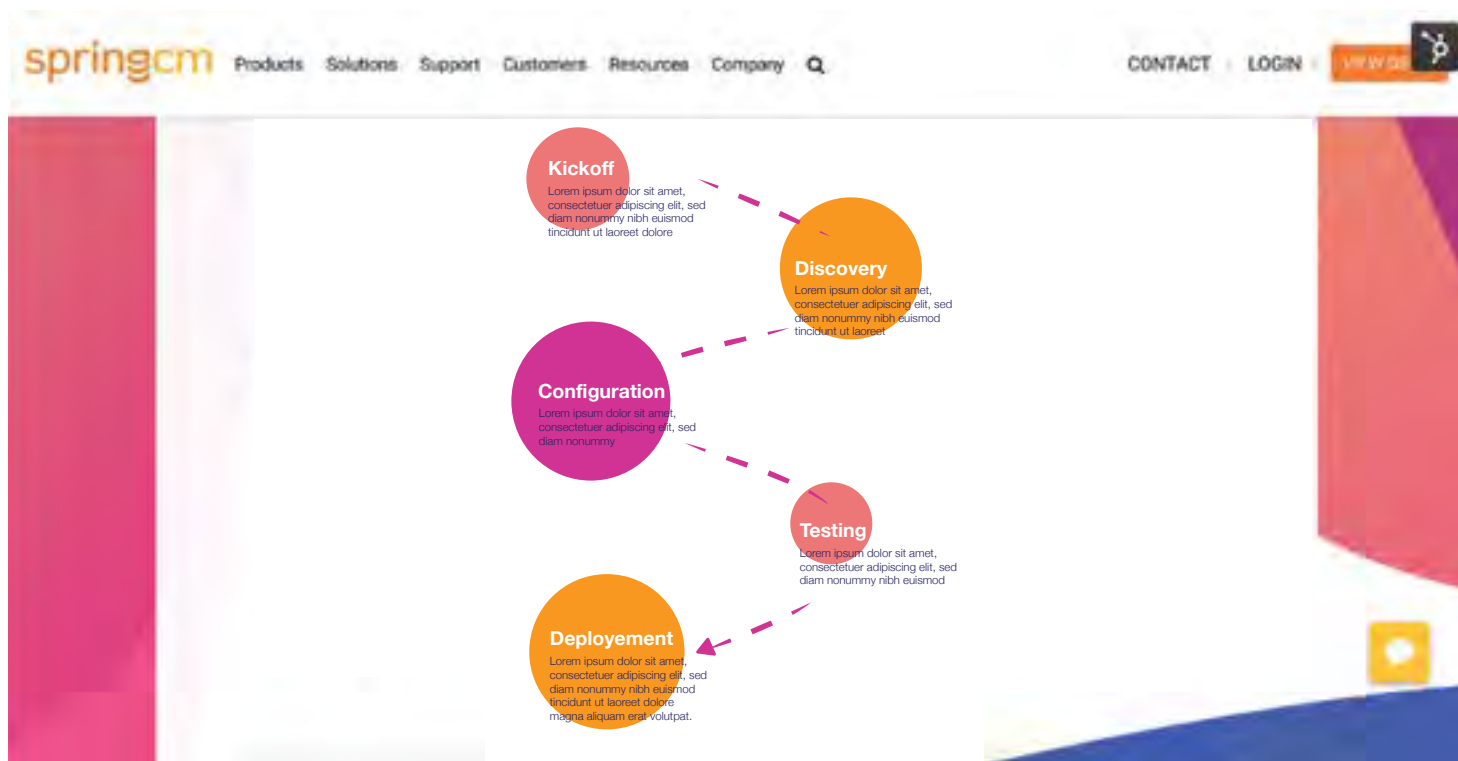 springcm Products Solutions Support Customers Resources Company CONTACT LOGIN
Kickoff
Lorem ipsum dolor sit amet,
consectetuer adipiscing elit, sed
diam nonummy nibh euismod
tincidunt ut laoreet dolore
Discovery
Lorem ipsum dolor sit amet,
consectetuer adipiscing elit, sed
diam nonummy nibh euismod
tincidunt ut laoreet
Configuration
Lorem ipsum dolor sit amet,
consectetuer adipiscing elit, sed
diam nonummy
Testing
Lorem ipsum dolor sit amet,
consectetuer adipiscing elit, sed
diam nonummy nibh euismod
Deployement
Lorem ipsum dolor sit amet,
consectetuer adipiscing elit, sed
diam nonummy nibh euismod
tincidunt ut laoreet dolore
magna aliquam erat volutpat.